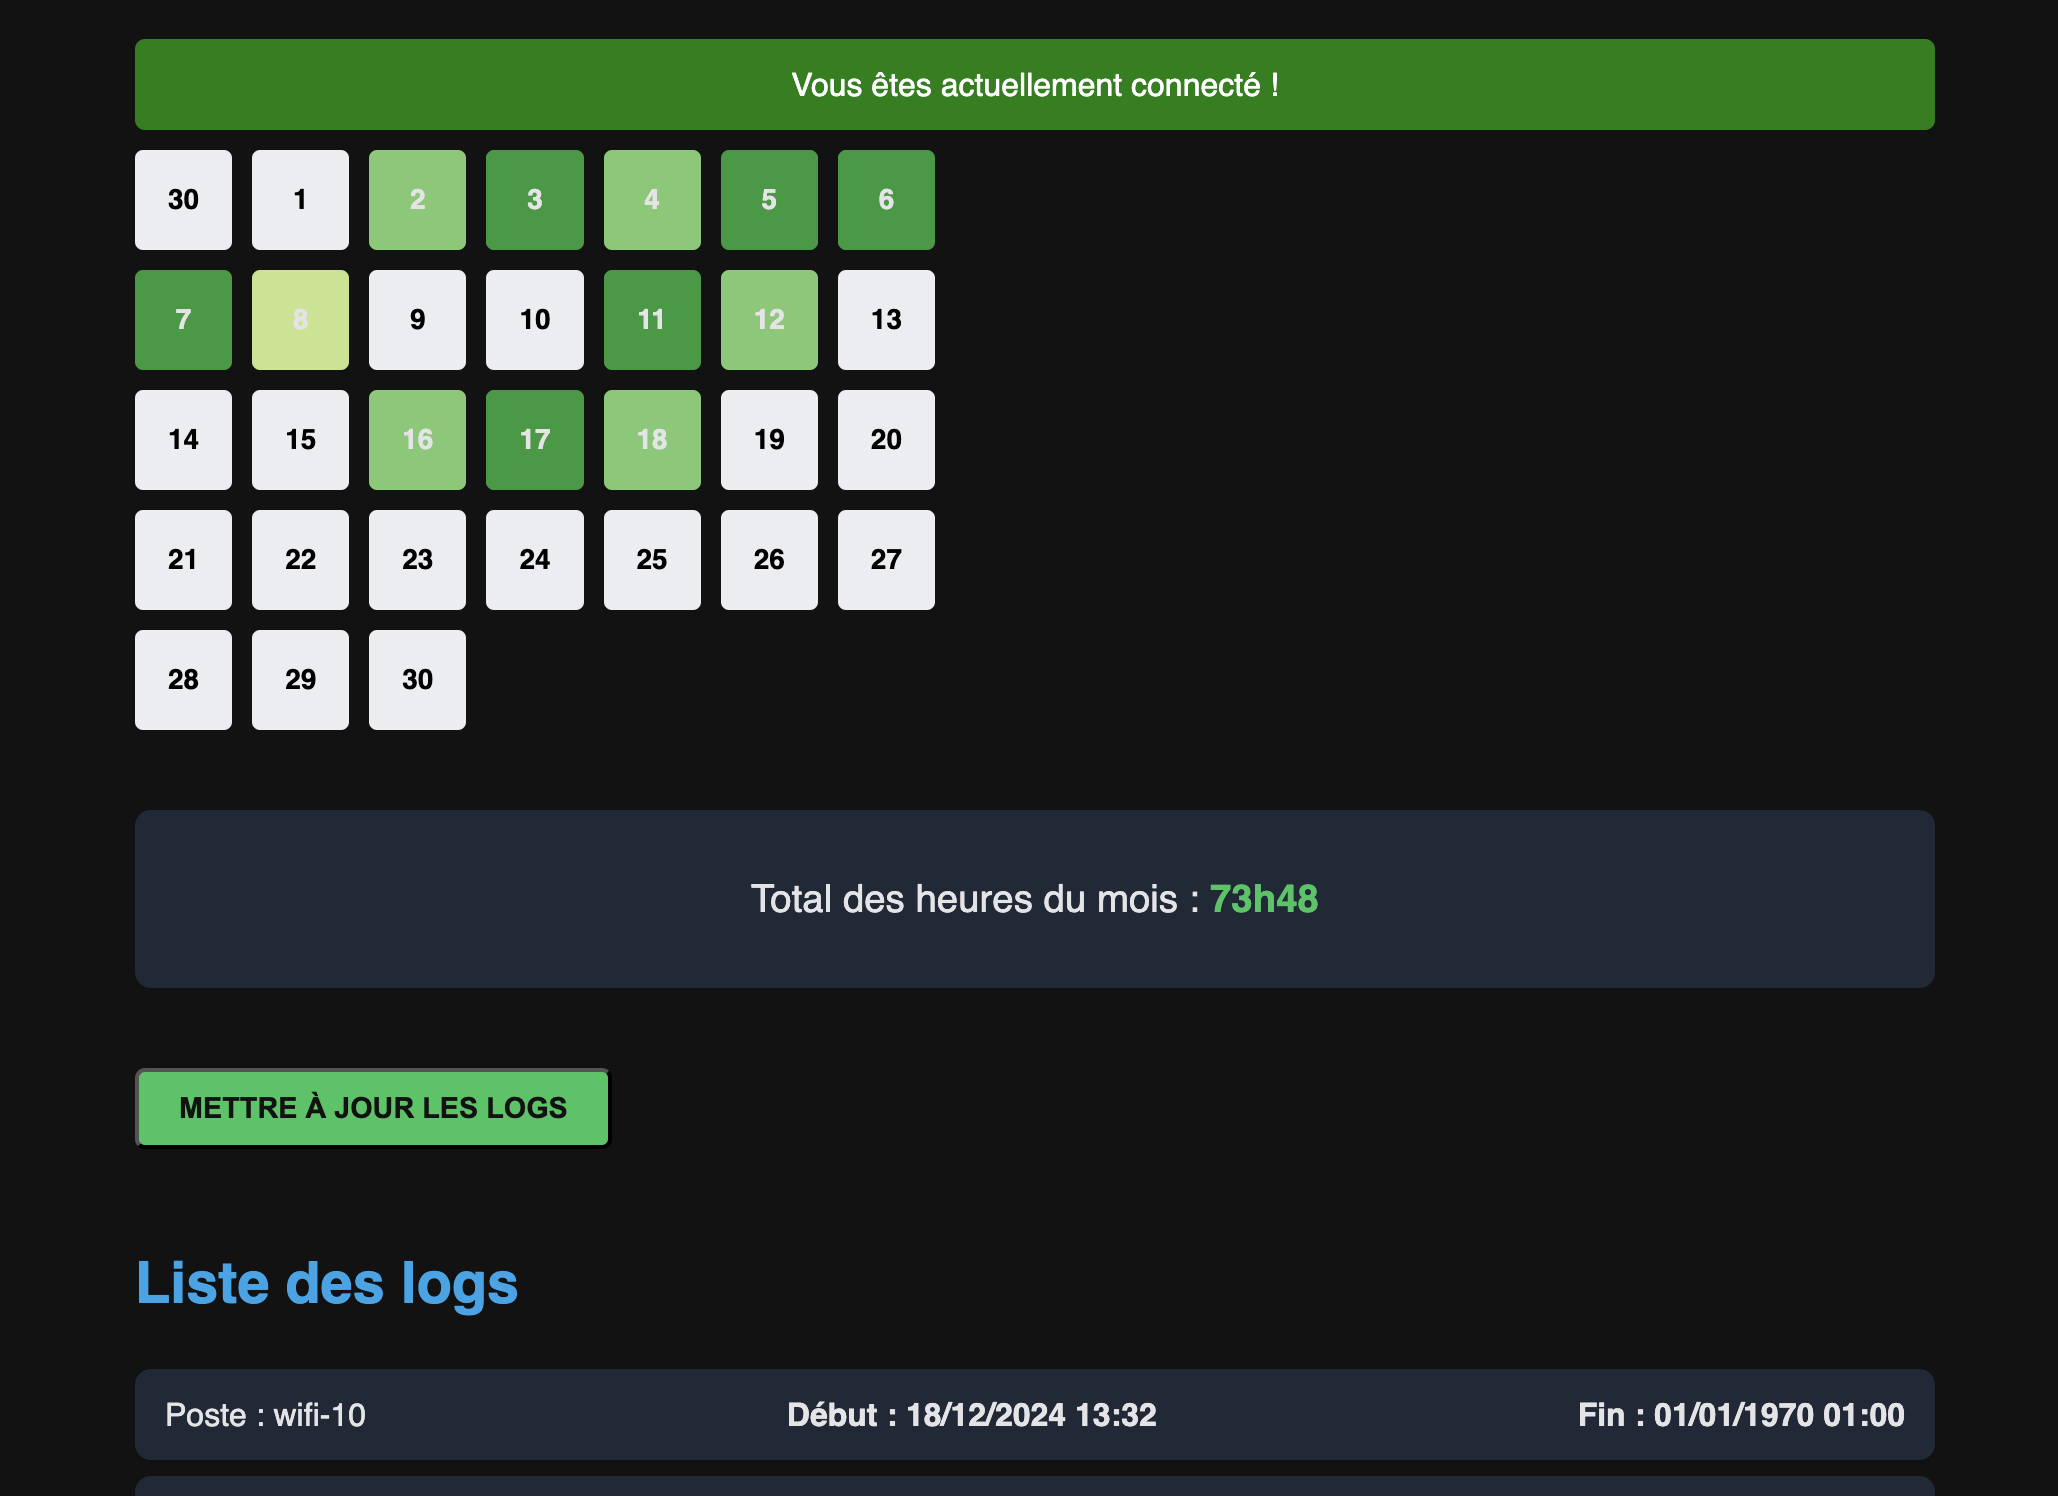 Vous êtes actuellement connecté !
30 1 2 3 4 5 6
7 8 9 10 11 12 13
14 15 16 17 18 19 20
21 22 23 24 25 26 27
28 29 30
Total des heures du mois : 73h48
METTRE À JOUR LES LOGS
Liste des logs
Poste : wifi-10 Début : 18/12/2024 13:32 Fin : 01/01/1970 01:00